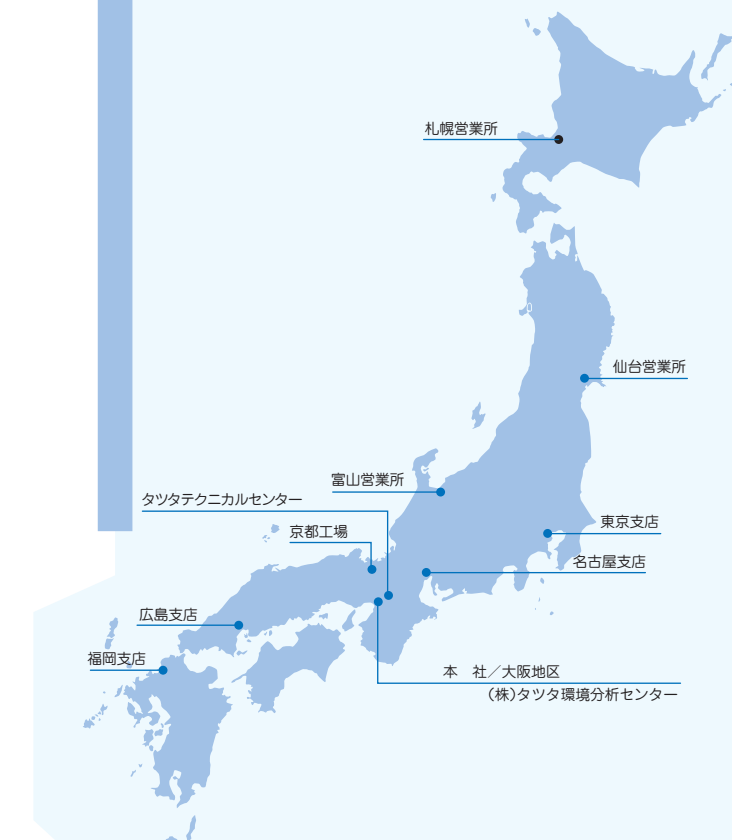 札幌営業所
仙台営業所
富山営業所
タツタテクニカルセンター
東京支店
京都工場
名古屋支店
広島支店
福岡支店
本　社／大阪地区
（株）タツタ環境分析センター